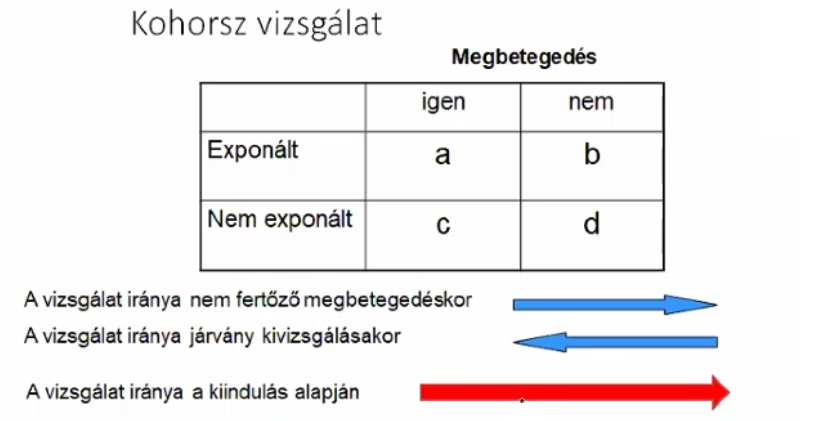 Kohorsz vizsgálat
Megbetegedés
igen nem
Exponált a b
Nem exponált c d
A vizsgálat iránya nem fertőző megbetegedéskor
A vizsgálat iránya járvány kivizsgálásakor
A vizsgálat iránya a kiindulás alapján